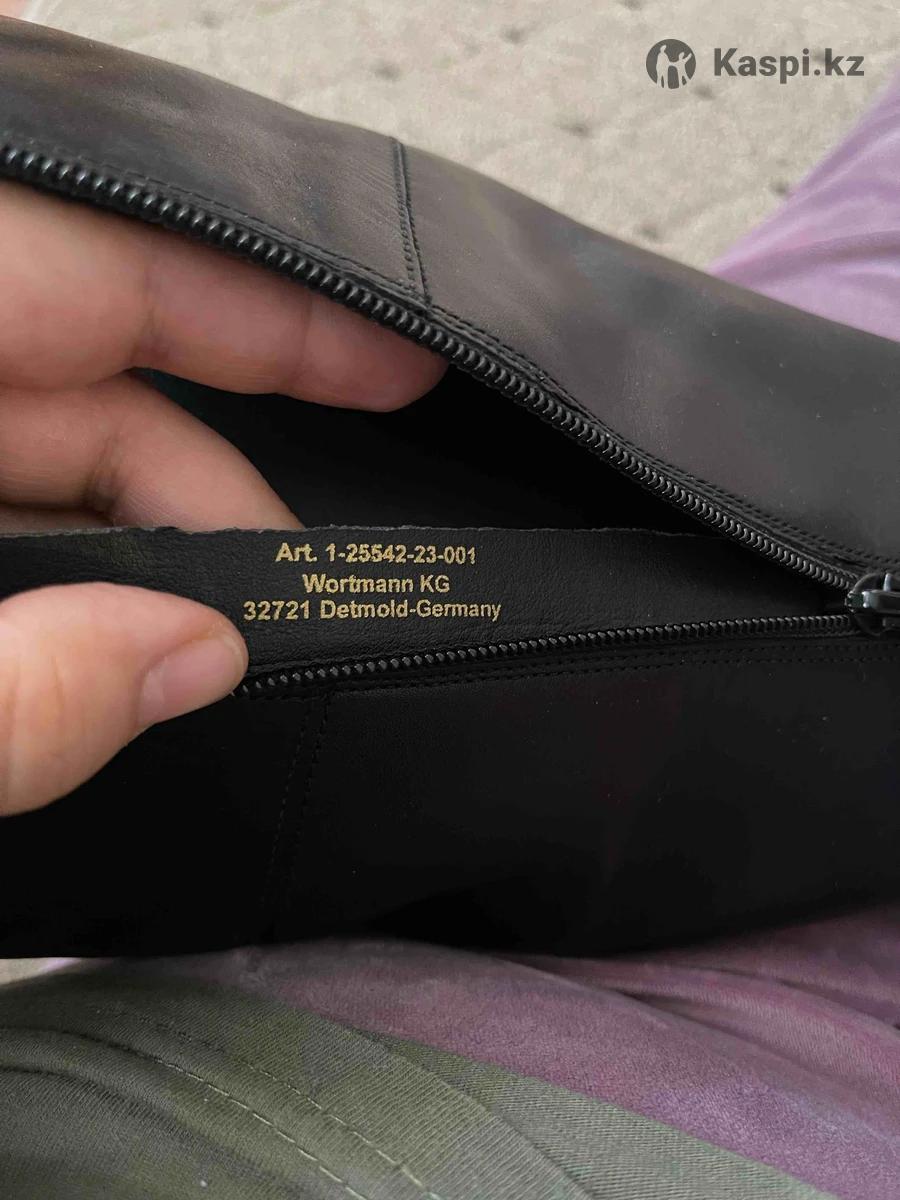 Kaspi.kz
Art. 1-25542-23-001
Wortmann KG
32721 Detmold-Germany